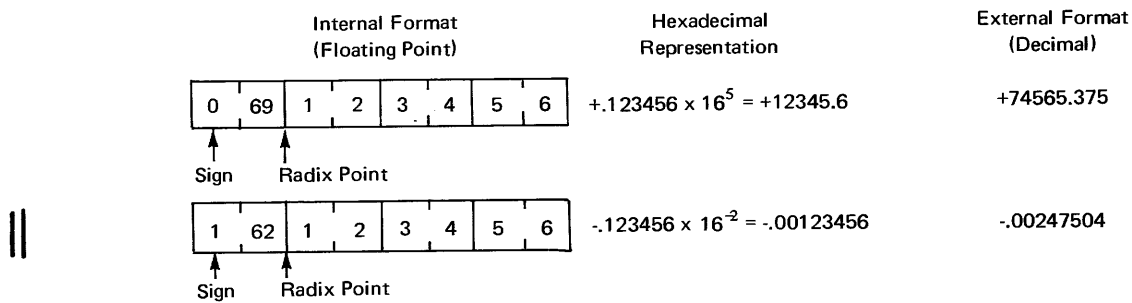 Internal Format
(Floating Point)
Hexadecimal
Representation
External Format
(Decimal)
0 69 1 2 3 4 5 6 +.123456 x 16^5 = +12345.6 +74565.375
Sign Radix Point
1 62 1 2 3 4 5 6 -.123456 x 16^-2 = -.00123456 -.00247504
Sign Radix Point